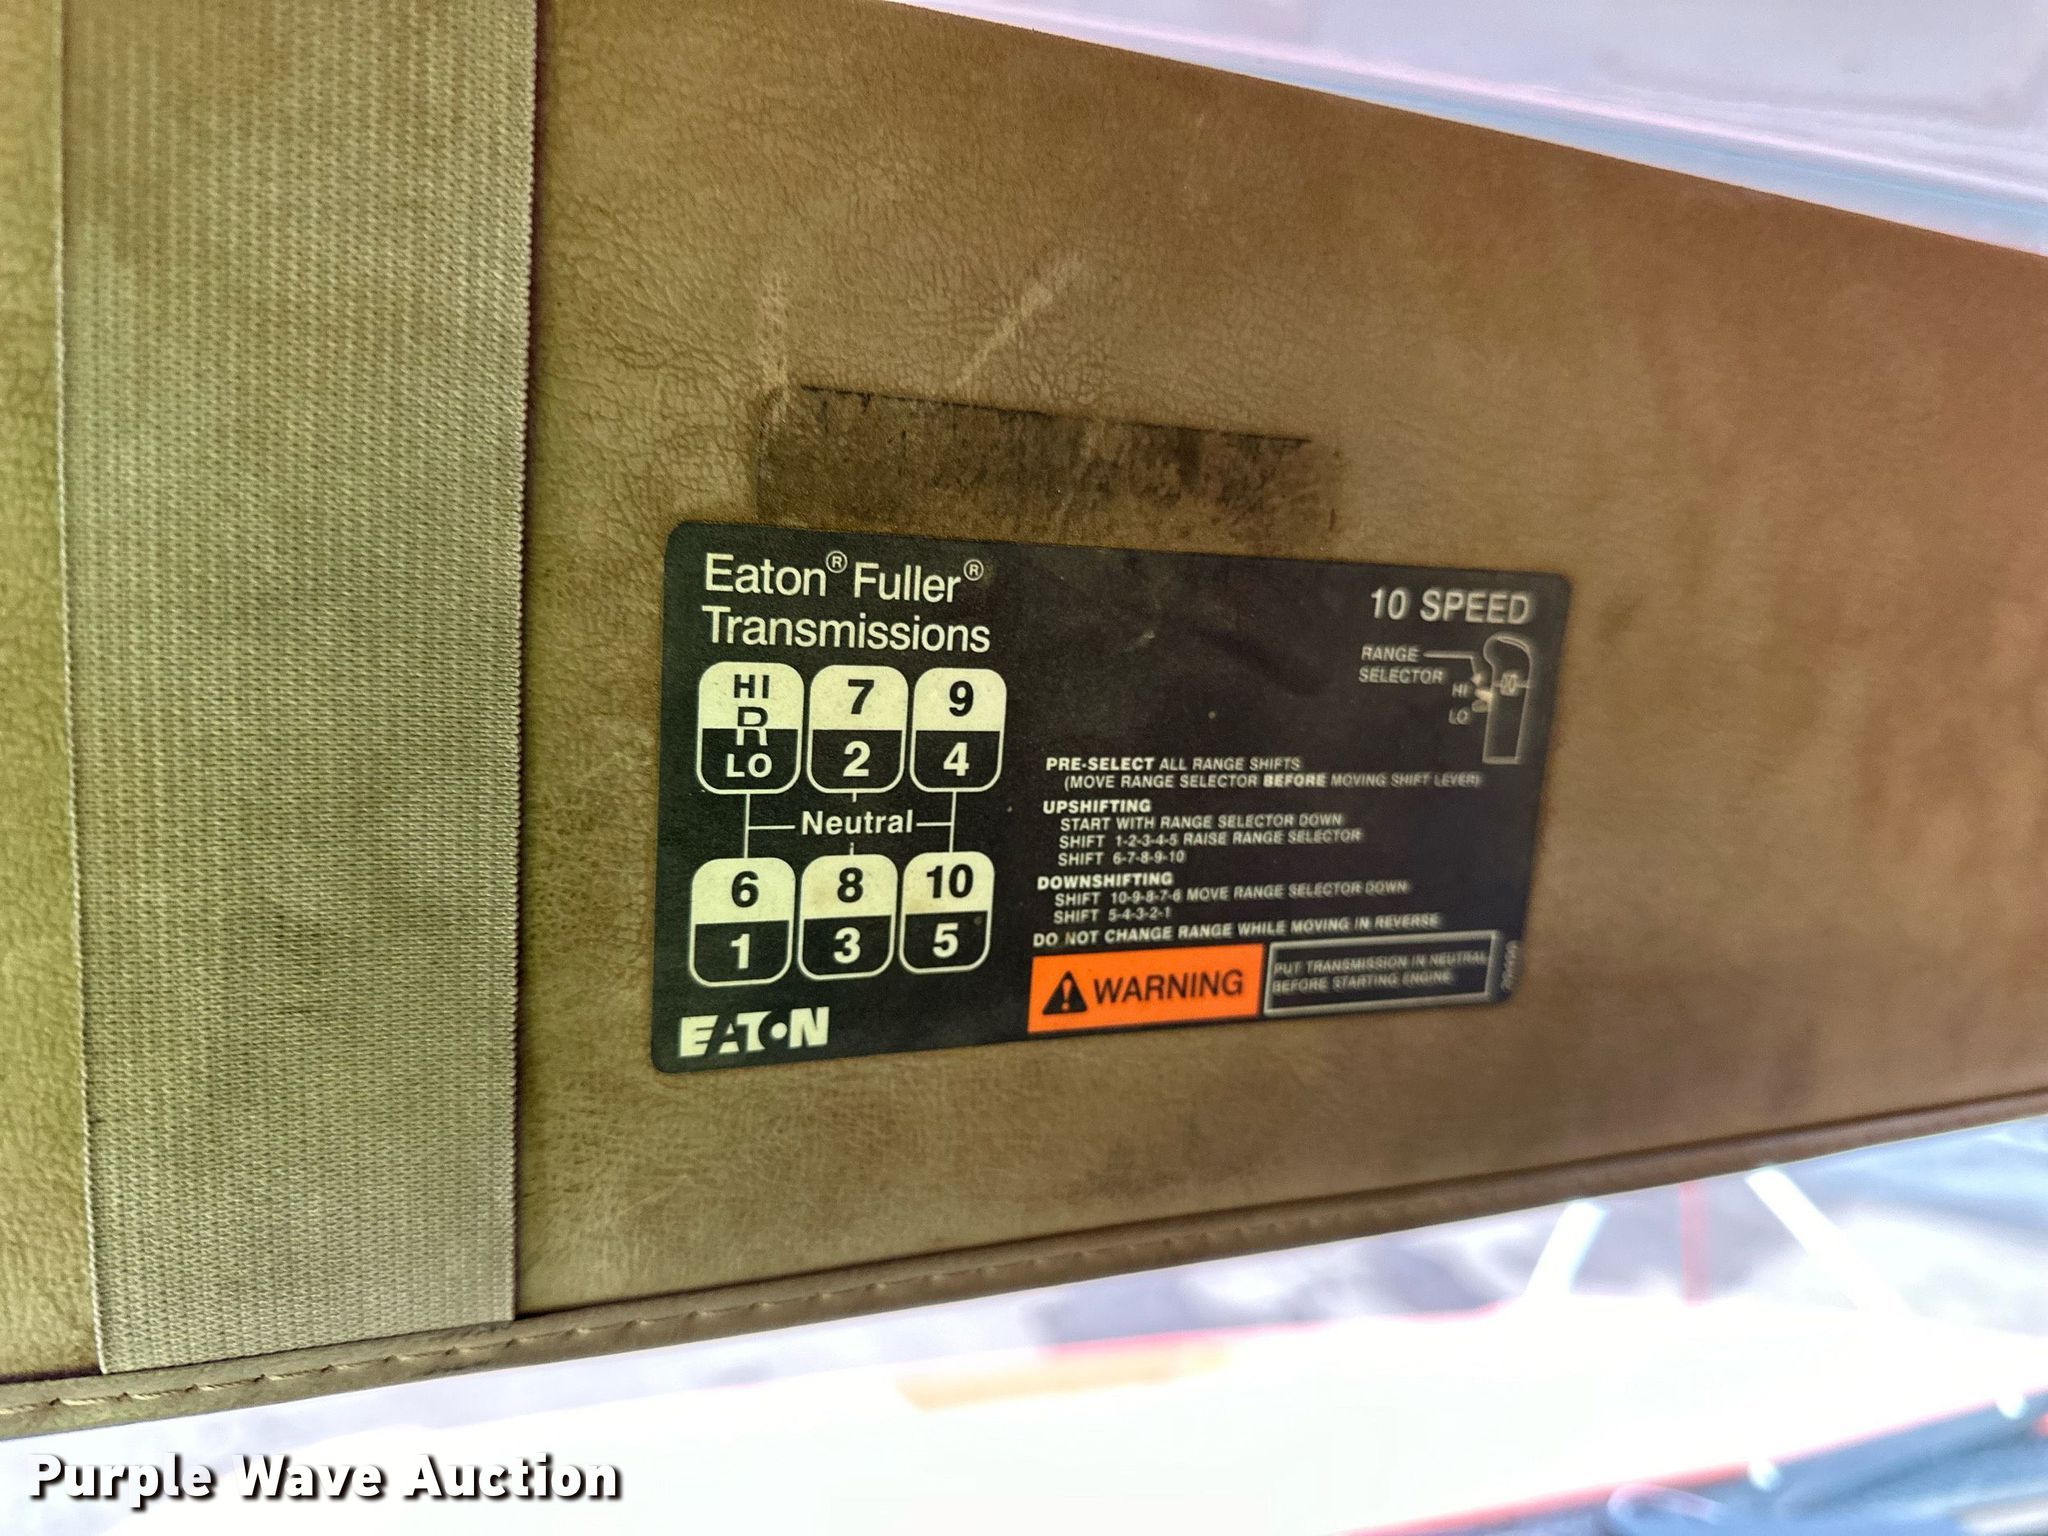 Eaton® Fuller®
Transmissions
10 SPEED
RANGE
SELECTOR
HI
LO
HI
R
LO
7
2
9
4
Neutral
6
1
8
3
10
5
PRE-SELECT ALL RANGE SHIFTS
(MOVE RANGE SELECTOR BEFORE MOVING SHIFT LEVER)
UPSHIFTING
START WITH RANGE SELECTOR DOWN
SHIFT 1-2-3-4-5 RAISE RANGE SELECTOR
SHIFT 6-7-8-9-10
DOWNSHIFTING
SHIFT 10-9-8-7-6 MOVE RANGE SELECTOR DOWN
SHIFT 5-4-3-2-1
DO NOT CHANGE RANGE WHILE MOVING IN REVERSE
WARNING
PUT TRANSMISSION IN NEUTRAL
BEFORE STARTING ENGINE
EATON
Purple Wave Auction